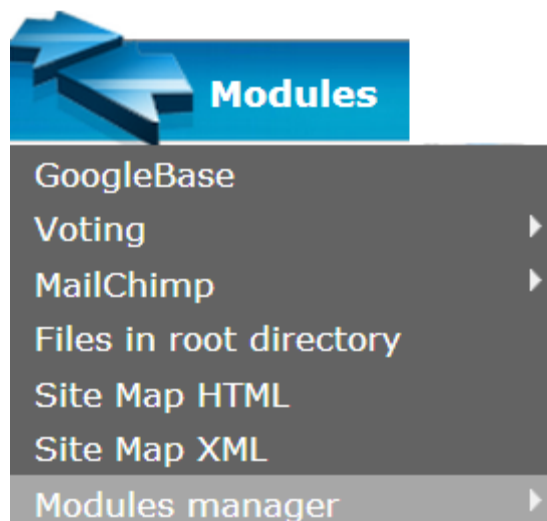 Modules
GoogleBase
Voting
MailChimp
Files in root directory
Site Map HTML
Site Map XML
Modules manager